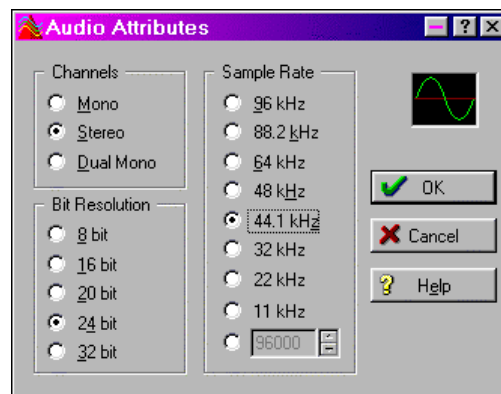 Audio Attributes
Channels
Mono
Stereo
Dual Mono
Bit Resolution
8 bit
16 bit
20 bit
24 bit
32 bit
Sample Rate
96 kHz
88.2 kHz
64 kHz
48 kHz
44.1 kHz
32 kHz
22 kHz
11 kHz
96000
OK
Cancel
Help